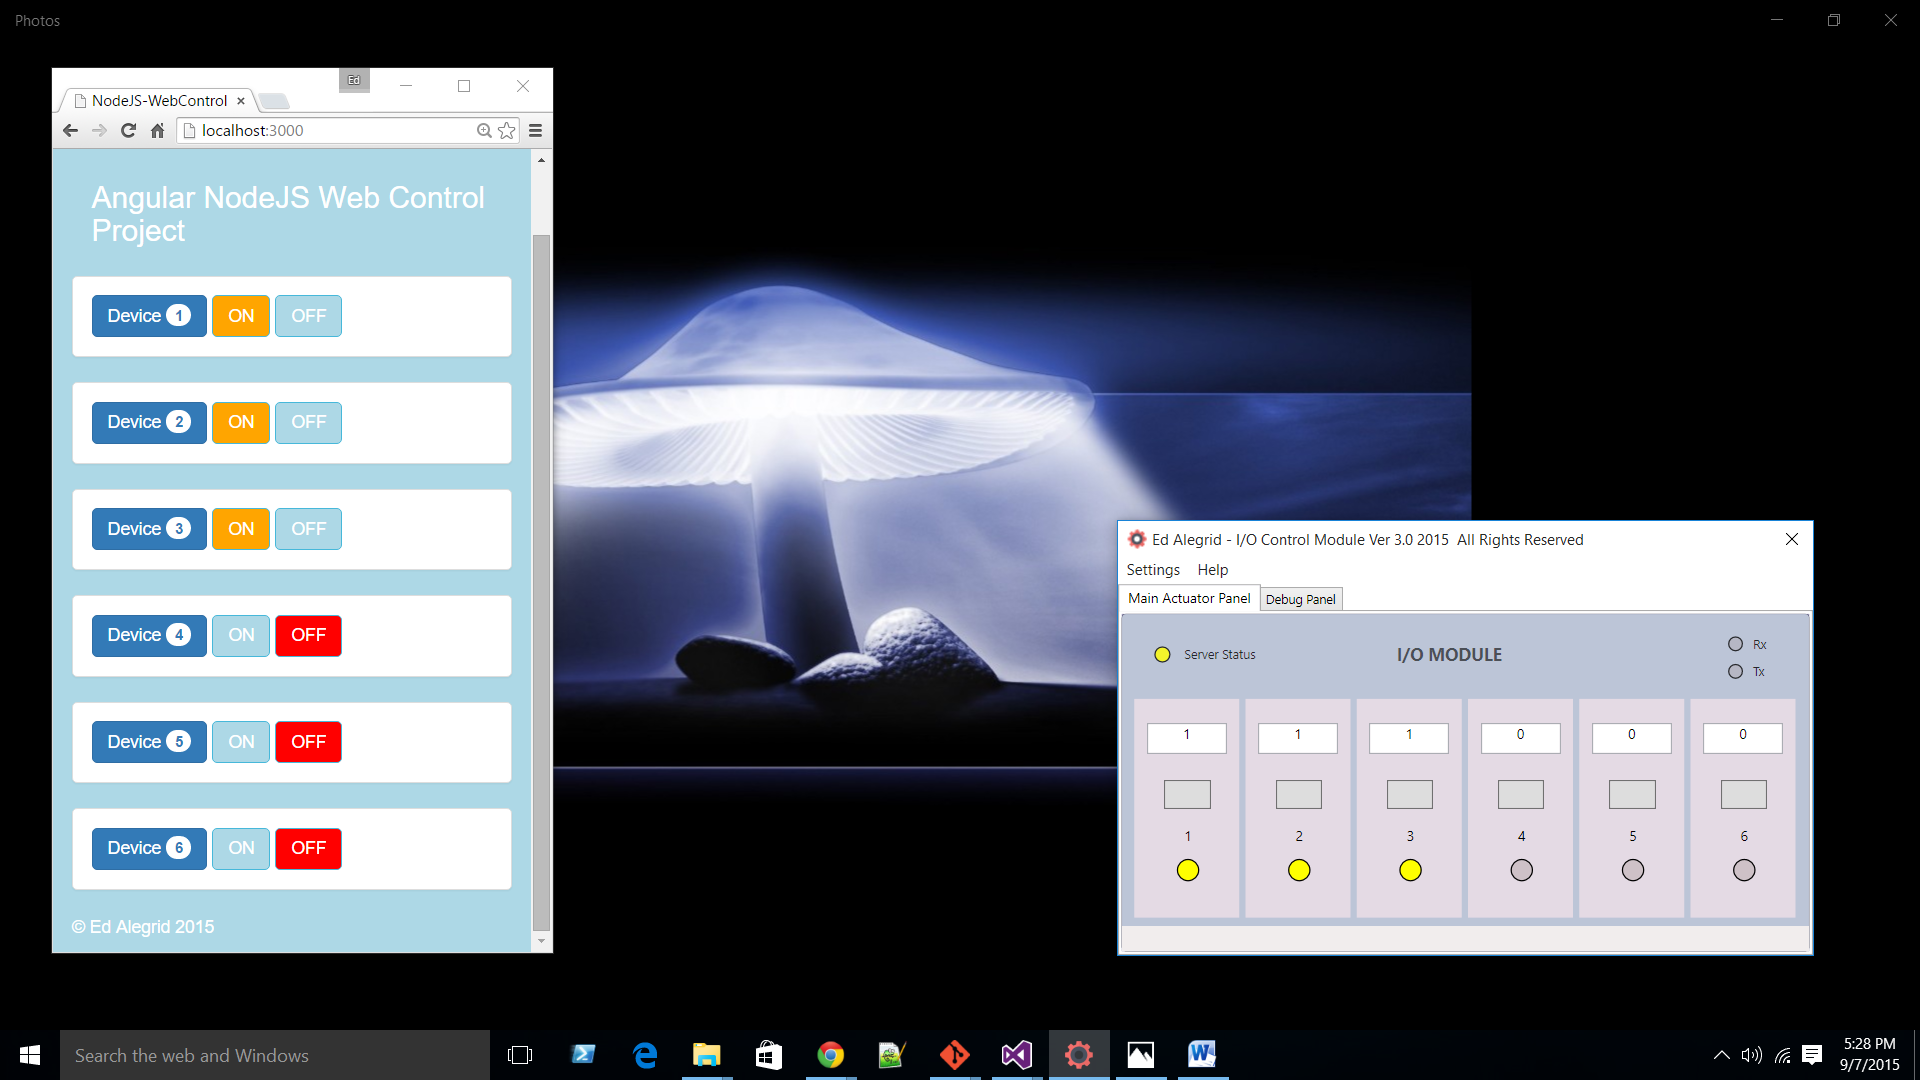 Photos
Ed
NodeJS-WebControl
localhost:3000
Angular NodeJS Web Control
Project
Device 1 ON OFF
Device 2 ON OFF
Device 3 ON OFF
Device 4 ON OFF
Device 5 ON OFF
Device 6 ON OFF
© Ed Alegrid 2015
Ed Alegrid - I/O Control Module Ver 3.0 2015 All Rights Reserved
Settings Help
Main Actuator Panel Debug Panel
Server Status I/O MODULE Rx
Tx
1 1 1 0 0 0
1 2 3 4 5 6
Search the web and Windows
5:28 PM
9/7/2015